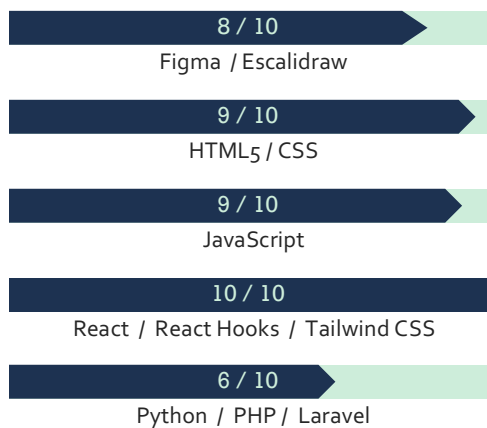 8 / 10
Figma / Escalidraw
9 / 10
HTML5 / CSS
9 / 10
JavaScript
10 / 10
React / React Hooks / Tailwind CSS
6 / 10
Python / PHP / Laravel